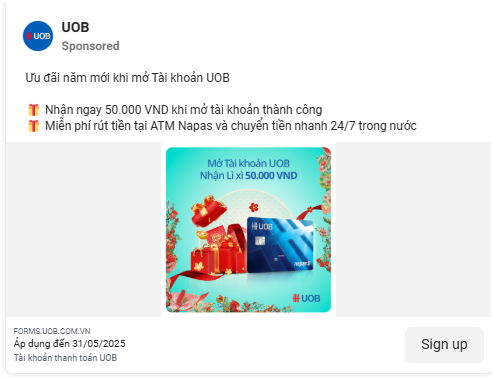 UOB
UOB
Sponsored
Ưu đãi năm mới khi mở Tài khoản UOB
Nhận ngay 50.000 VND khi mở tài khoản thành công
Miễn phí rút tiền tại ATM Napas và chuyển tiền nhanh 24/7 trong nước
Mở Tài khoản UOB
Nhận Lì xì 50.000 VND
UOB
napas
UOB
FORMS.UOB.COM.VN
Áp dụng đến 31/05/2025
Tài khoản thanh toán UOB
Sign up